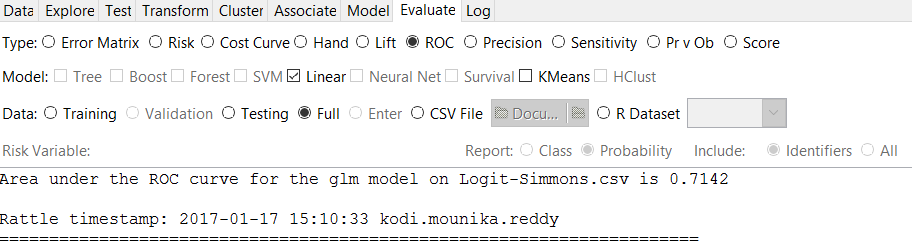 Data Explore Test Transform Cluster Associate Model Evaluate Log
Type: Error Matrix Risk Cost Curve Hand Lift ROC Precision Sensitivity Pr v Ob Score
Model: Tree Boost Forest SVM Linear Neural Net Survival KMeans HClust
Data: Training Validation Testing Full Enter CSV File Docu... R Dataset
Risk Variable: Report: Class Probability Include: Identifiers All
Area under the ROC curve for the glm model on Logit-Simmons.csv is 0.7142
Rattle timestamp: 2017-01-17 15:10:33 kodi.mounika.reddy
======================================================================